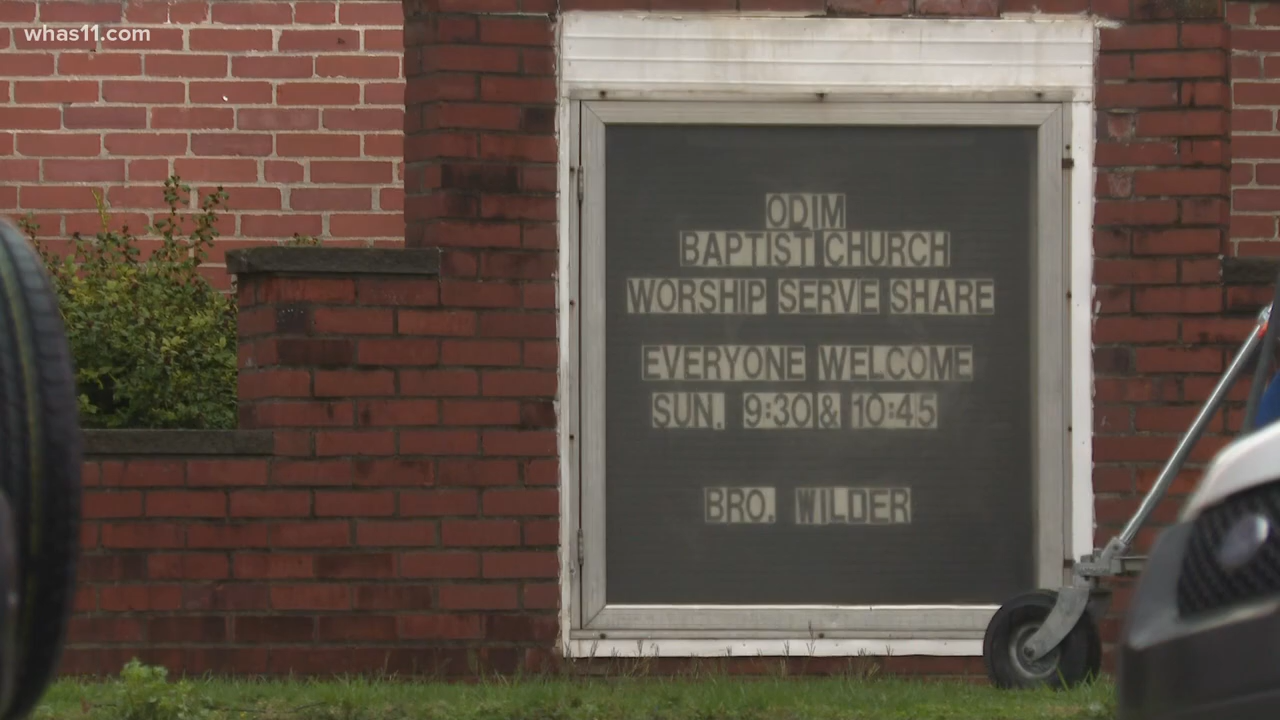 whas11.com
ODIM
BAPTIST CHURCH
WORSHIP SERVE SHARE
EVERYONE WELCOME
SUN. 9:30 & 10:45
BRO. WILDER